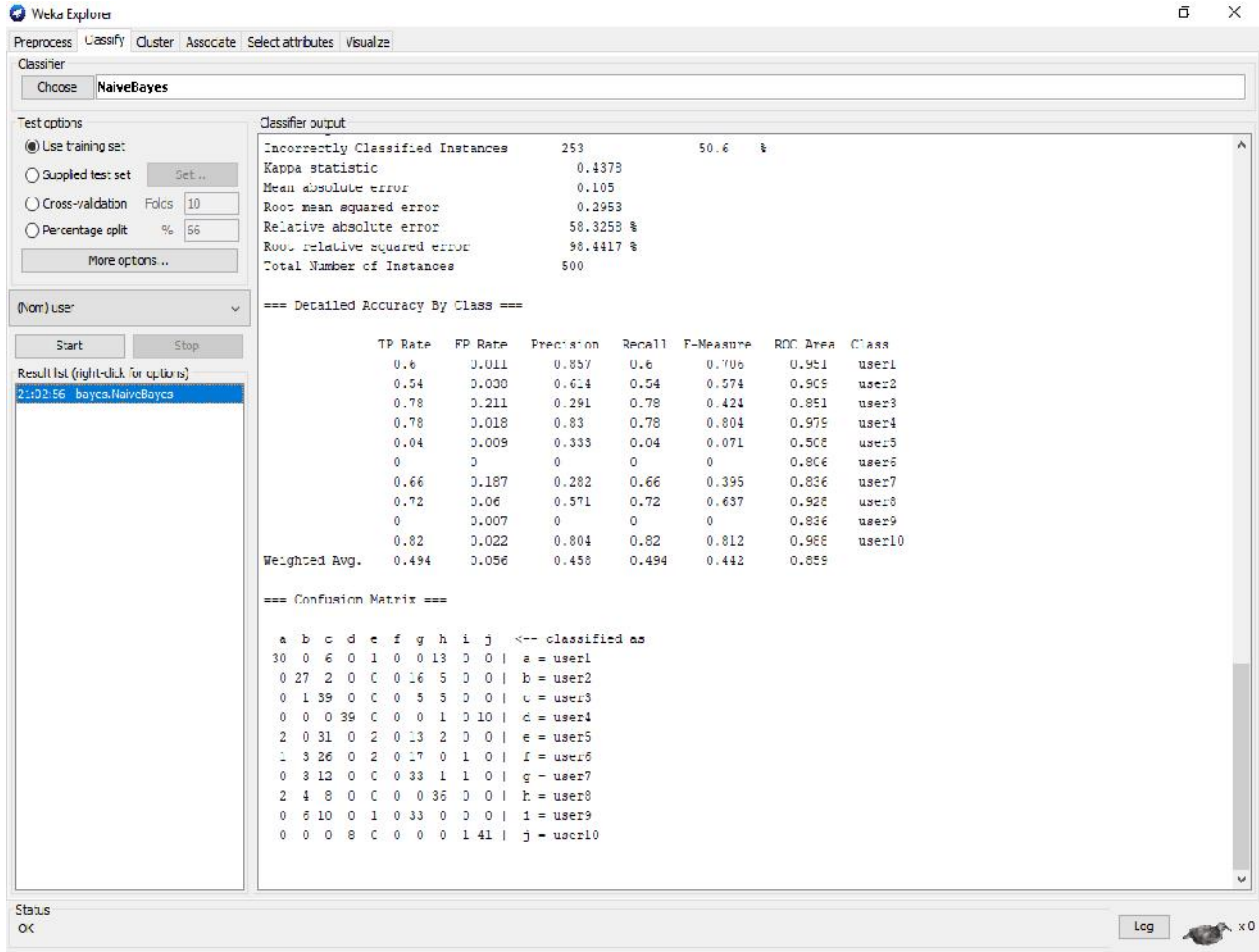 Weka Explorer
Preprocess Classify Cluster Associate Select attributes Visualize
Classifier
Choose NaiveBayes
Test options
Use training set
Supplied test set Set...
Cross-validation Folds 10
Percentage split % 66
More options...
(Nom) user
Start Stop
Result list (right-click for options)
21:02:56 bayes.NaiveBayes
Classifier output
Incorrectly Classified Instances 253 50.6 %
Kappa statistic 0.4378
Mean absolute error 0.105
Root mean squared error 0.2953
Relative absolute error 58.3258 %
Root relative squared error 98.4417 %
Total Number of Instances 500
=== Detailed Accuracy By Class ===
TP Rate FP Rate Precision Recall F-Measure ROC Area Class
0.6 0.011 0.857 0.6 0.706 0.951 user1
0.54 0.038 0.614 0.54 0.574 0.909 user2
0.78 0.211 0.291 0.78 0.424 0.851 user3
0.78 0.018 0.83 0.78 0.804 0.979 user4
0.04 0.009 0.333 0.04 0.071 0.808 user5
0 0 0 0 0 0.806 user6
0.66 0.187 0.282 0.66 0.395 0.836 user7
0.72 0.06 0.571 0.72 0.637 0.928 user8
0 0.007 0 0 0 0.836 user9
0.82 0.022 0.804 0.82 0.812 0.988 user10
Weighted Avg. 0.494 0.056 0.458 0.494 0.442 0.859
=== Confusion Matrix ===
a b c d e f g h i j <-- classified as
30 0 6 0 1 0 0 13 0 0 | a = user1
0 27 2 0 0 0 16 5 0 0 | b = user2
0 1 39 0 0 0 5 5 0 0 | c = user3
0 0 0 39 0 0 0 1 0 10 | d = user4
2 0 31 0 2 0 13 2 0 0 | e = user5
1 3 26 0 2 0 17 0 1 0 | f = user6
0 3 12 0 0 0 33 1 1 0 | g = user7
2 4 8 0 0 0 0 36 0 0 | h = user8
0 6 10 0 1 0 33 0 0 0 | i = user9
0 0 0 8 0 0 0 0 1 41 | j = user10
Status
OK
Log x 0